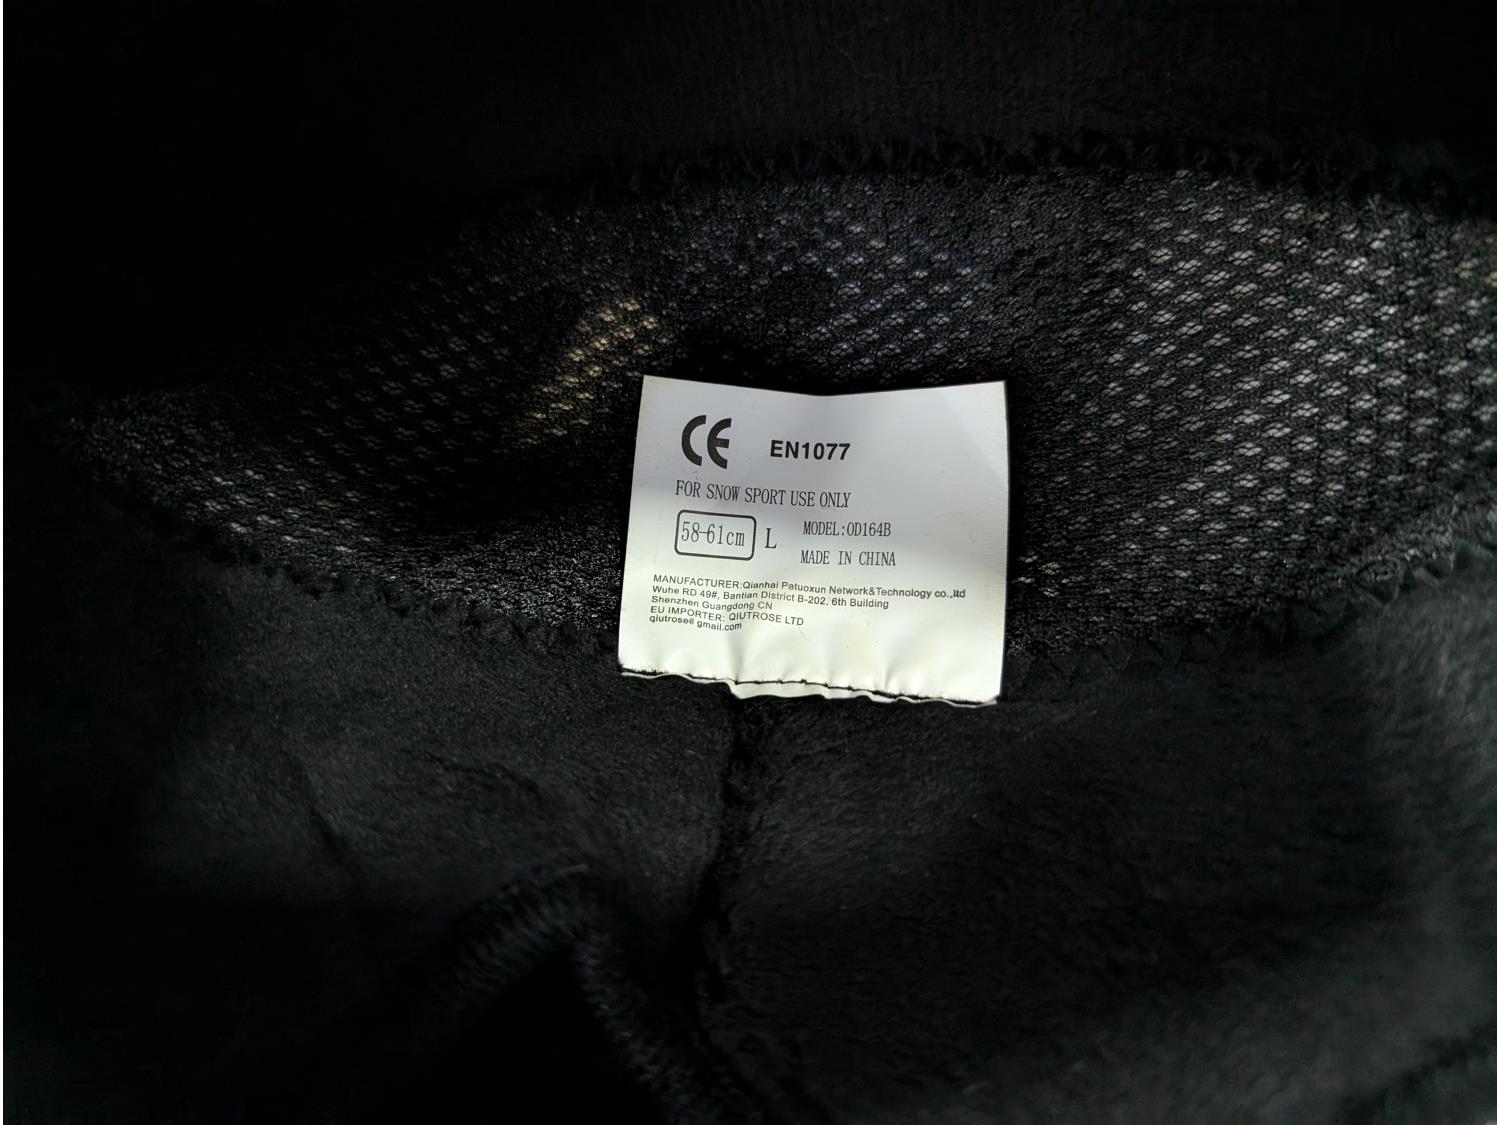 CE EN1077
FOR SNOW SPORT USE ONLY
58-61cm L MODEL:OD164B
MADE IN CHINA
MANUFACTURER:Qianhai Patuoxun Network&Technology co.,ltd
Wuhe RD 49#, Bantian District B-202, 6th Building
Shenzhen Guangdong CN
EU IMPORTER: QIUTROSE LTD
qiutrose@ gmail.com